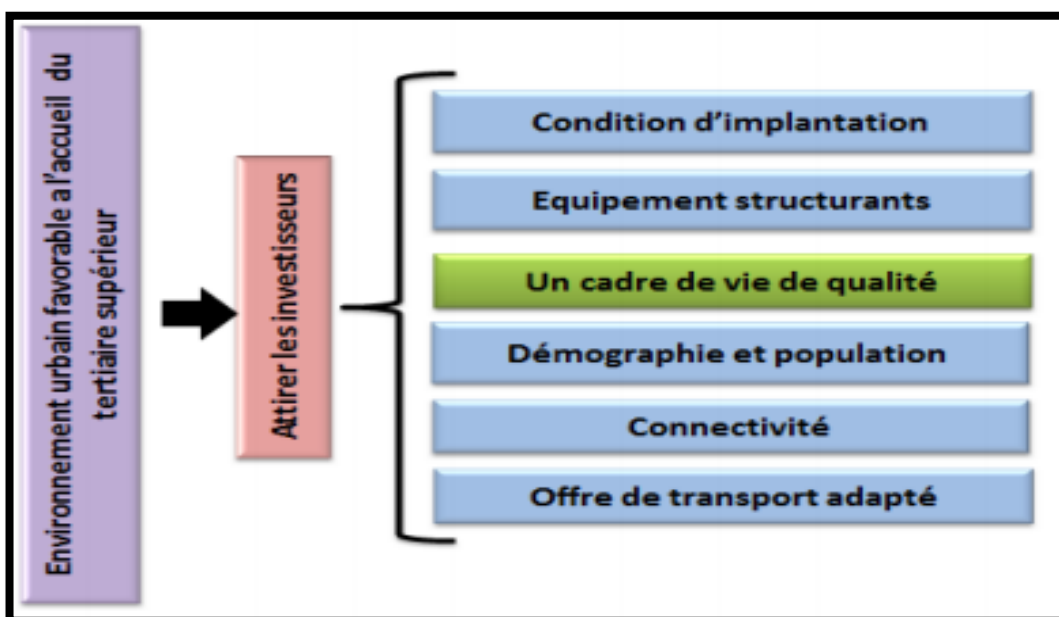 Environnement urbain favorable a l'accueil du
tertiaire supérieur
Attirer les investisseurs
Condition d'implantation
Equipement structurants
Un cadre de vie de qualité
Démographie et population
Connectivité
Offre de transport adapté